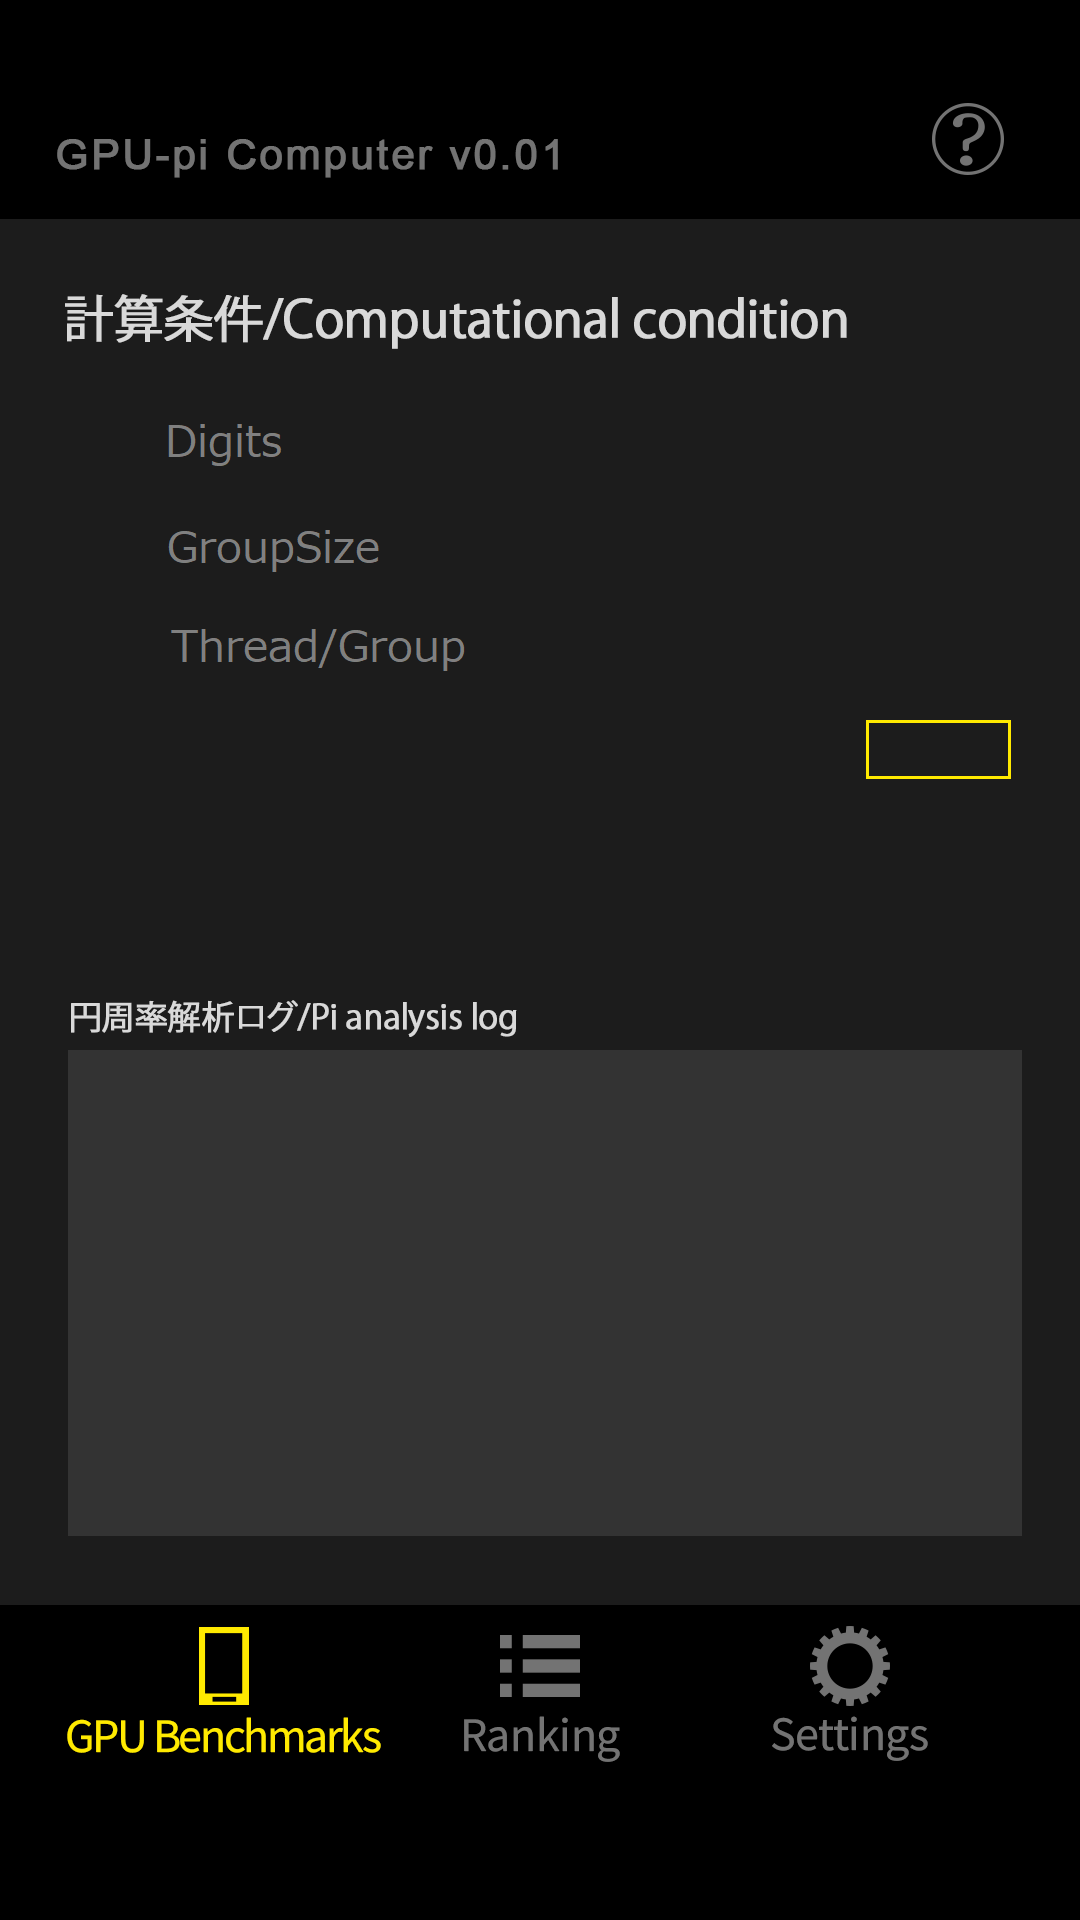 GPU-pi Computer v0.01
?
計算条件/Computational condition
Digits
GroupSize
Thread/Group
円周率解析ログ/Pi analysis log
GPU Benchmarks
Ranking
Settings